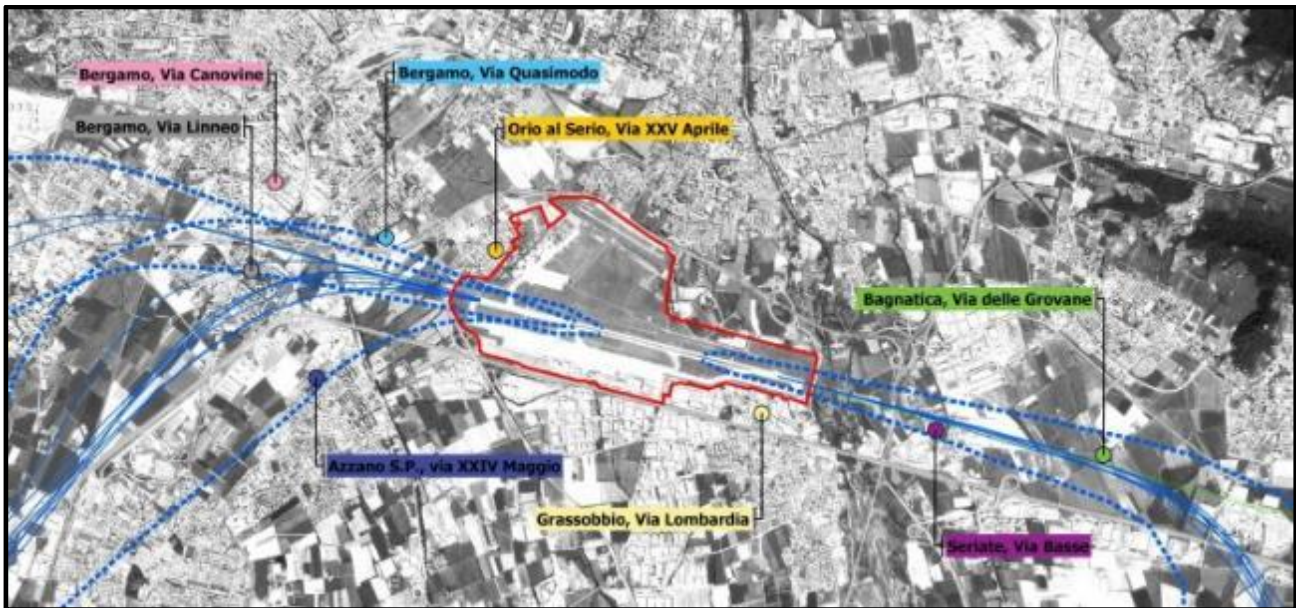 Bergamo, Via Canovine
Bergamo, Via Quasimodo
Bergamo, Via Linneo
Orio al Serio, Via XXV Aprile
Bagnatica, Via delle Grovane
Azzano S.P., via XXIV Maggio
Grassobbio, Via Lombardia
Seriate, Via Basse